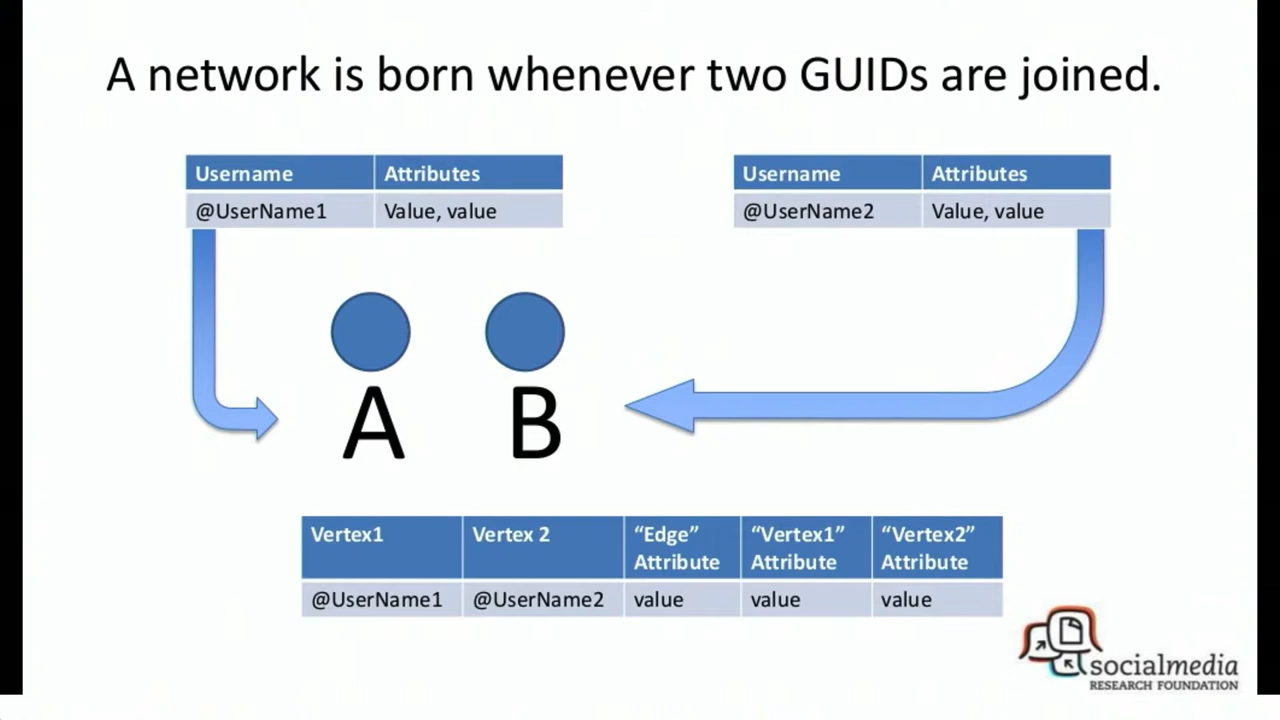 A network is born whenever two GUIDs are joined.
Username Attributes
@UserName1 Value, value
Username Attributes
@UserName2 Value, value
A B
Vertex1 Vertex 2 “Edge” Attribute “Vertex1” Attribute “Vertex2” Attribute
@UserName1 @UserName2 value value value
socialmedia
RESEARCH FOUNDATION